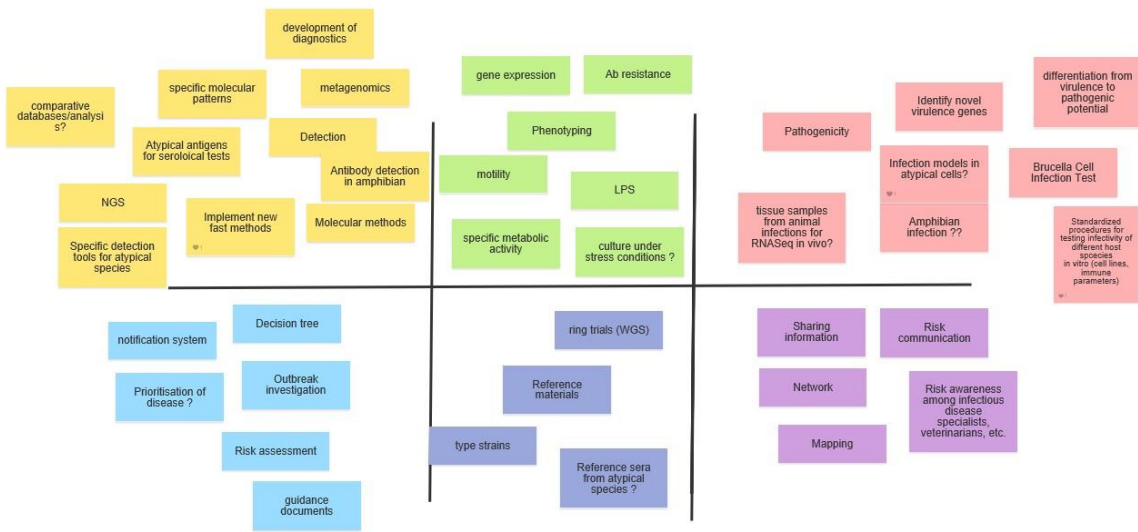 development of
diagnostics
specific molecular
patterns
metagenomics
comparative
databases/analysi
s?
Detection
Atypical antigens
for seroloical tests
Antibody detection
in amphibian
NGS
Implement new
fast methods
Molecular methods
Specific detection
tools for atypical
species
gene expression
Ab resistance
Phenotyping
motility
LPS
specific metabolic
activity
culture under
stress conditions ?
differentiation from
virulence to
pathogenic
potential
Identify novel
virulence genes
Pathogenicity
Infection models in
atypical cells?
Brucella Cell
Infection Test
tissue samples
from animal
infections for
RNASeq in vivo?
Amphibian
infection ??
Standardized
procedures for
testing infectivity of
different host
spcecies
in vitro (cell lines,
immune
parameters)
Decision tree
notification system
Outbreak
investigation
Prioritisation of
disease ?
Risk assessment
guidance
documents
ring trials (WGS)
Reference
materials
type strains
Reference sera
from atypical
species ?
Sharing
information
Risk
communication
Network
Risk awareness
among infectious
disease
specialists,
veterinarians, etc.
Mapping